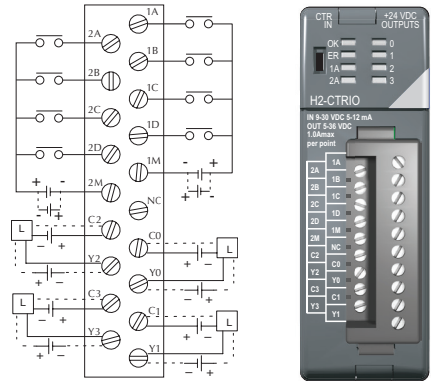 1A
2A
1B
2B
1C
2C
1D
2D
1M
2M
NC
C2
C0
L
L
Y2
Y0
C3
C1
L
L
Y3
Y1
+ - - +
CTR IN
+24 VDC OUTPUTS
OK 0
ER 1
1A 2
2A 3
H2-CTRIO
IN 9-30 VDC 5-12 mA
OUT 5-36 VDC
1.0Amax
per point
1A
2A
1B
2B
1C
2C
1D
2D
1M
2M
NC
C2
C0
Y2
Y0
C3
C1
Y3
Y1